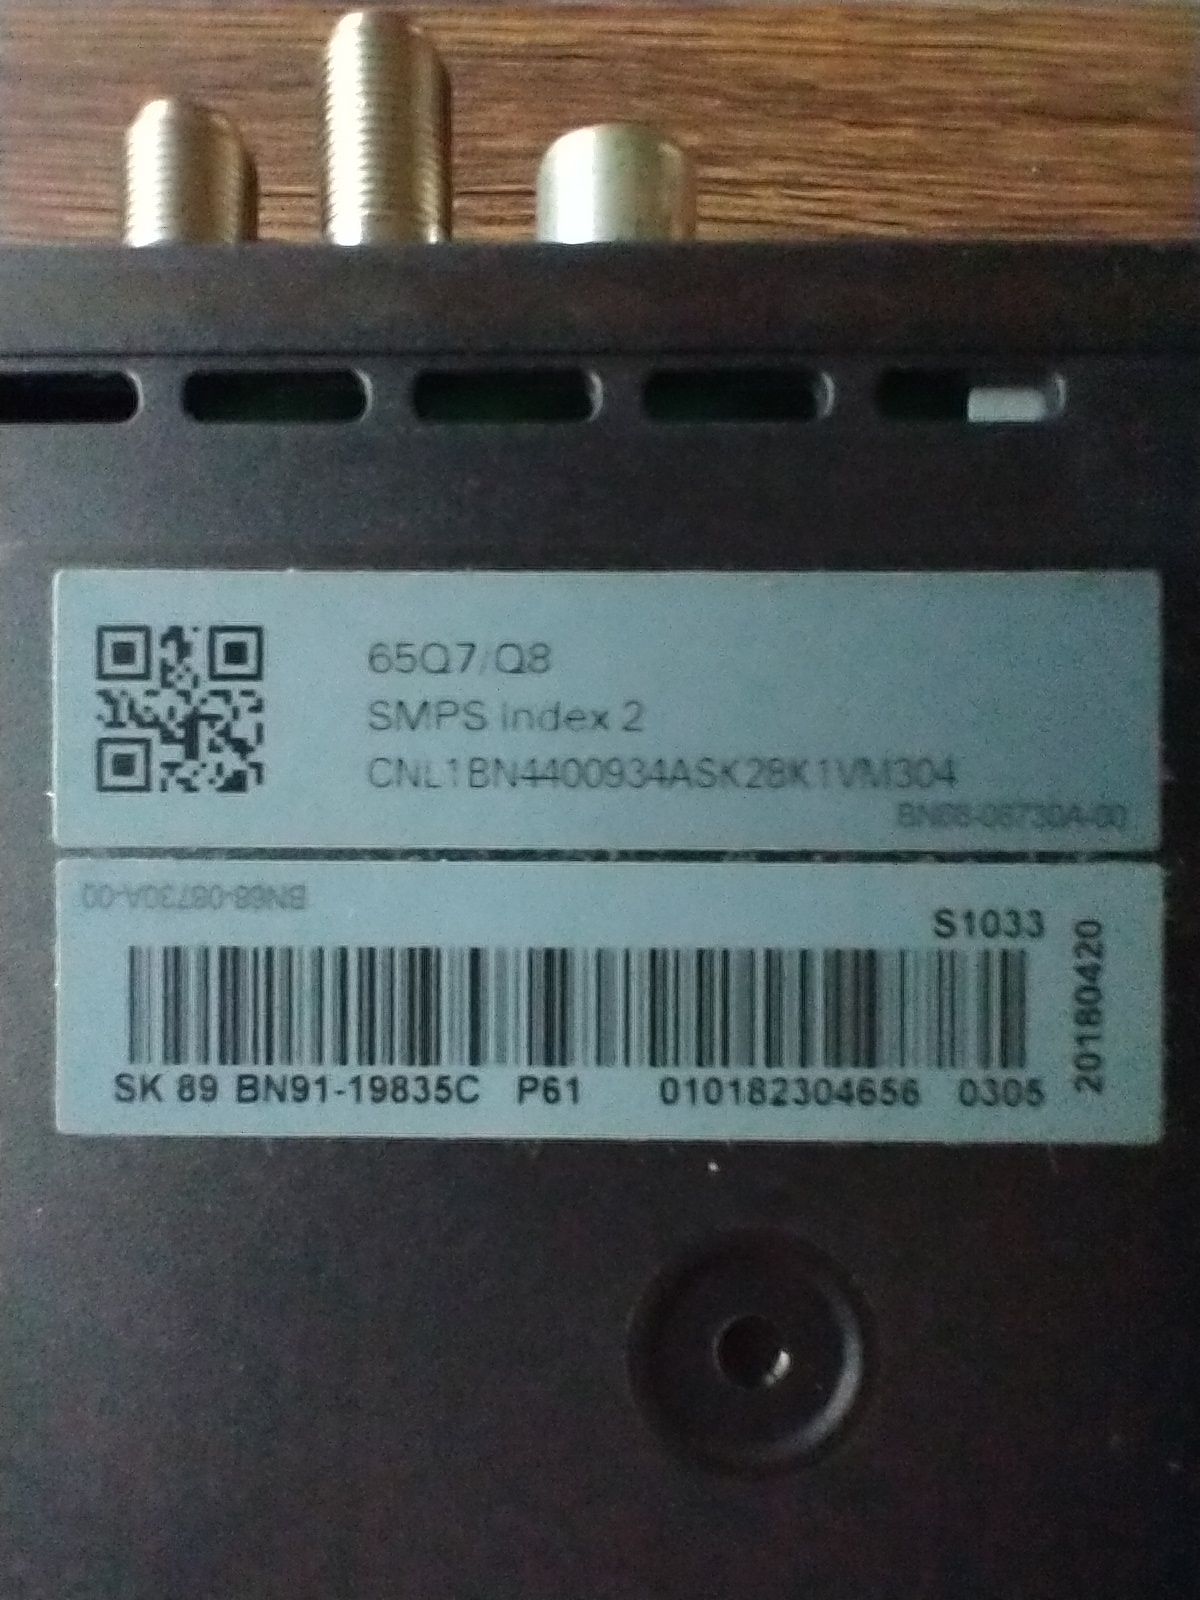 65Q7/Q8
SMPS Index 2
CNL1BN4400934ASK28K1VM304
BN68-08730A-00
BN68-08730A-00
S1033
SK 89 BN91-19835C P61 010182304656 0305
20180420